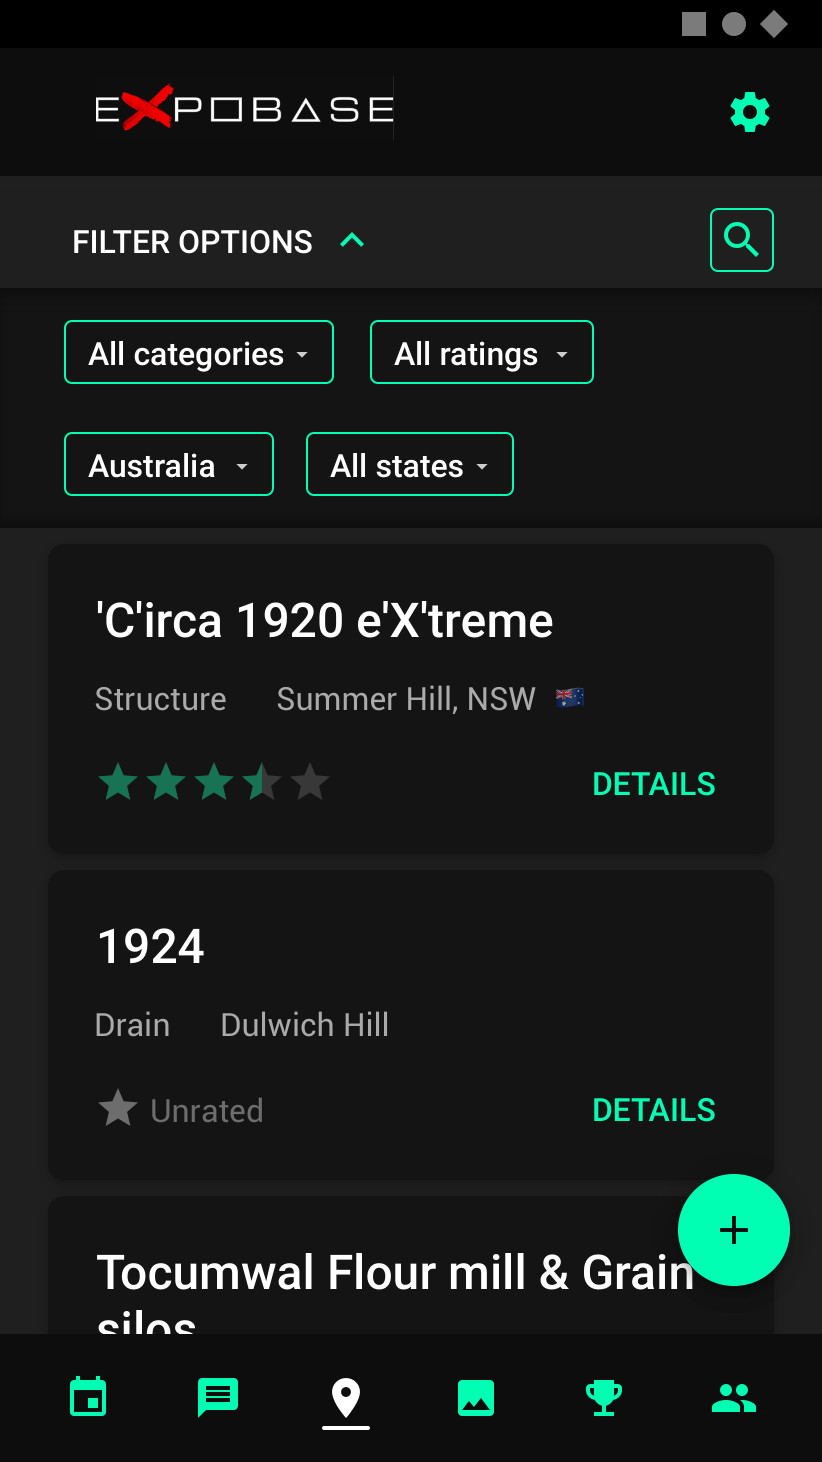 EXPOBASE
FILTER OPTIONS
All categories
All ratings
Australia
All states
'C'irca 1920 e'X'treme
Structure Summer Hill, NSW
DETAILS
1924
Drain Dulwich Hill
Unrated
DETAILS
Tocumwal Flour mill & Grain
silos